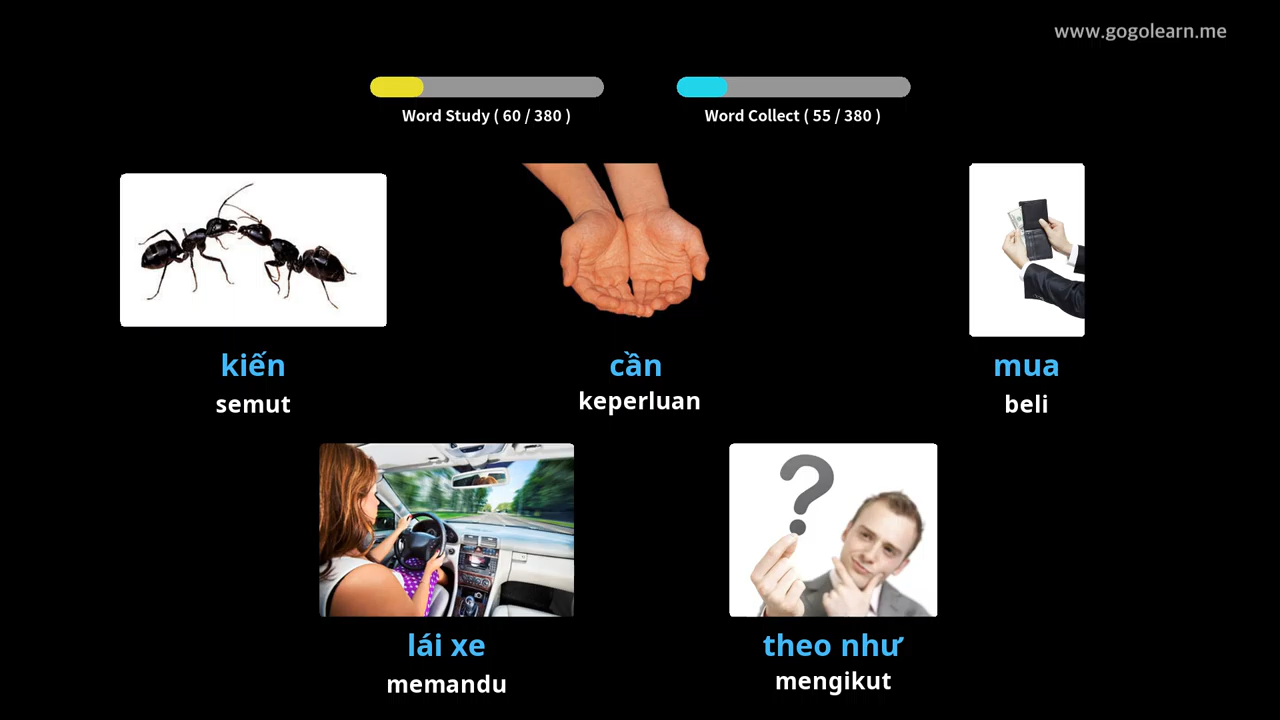 www.gogolearn.me
Word Study ( 60 / 380 )
Word Collect ( 55 / 380 )
kiến
semut
cần
keperluan
mua
beli
lái xe
memandu
theo như
mengikut